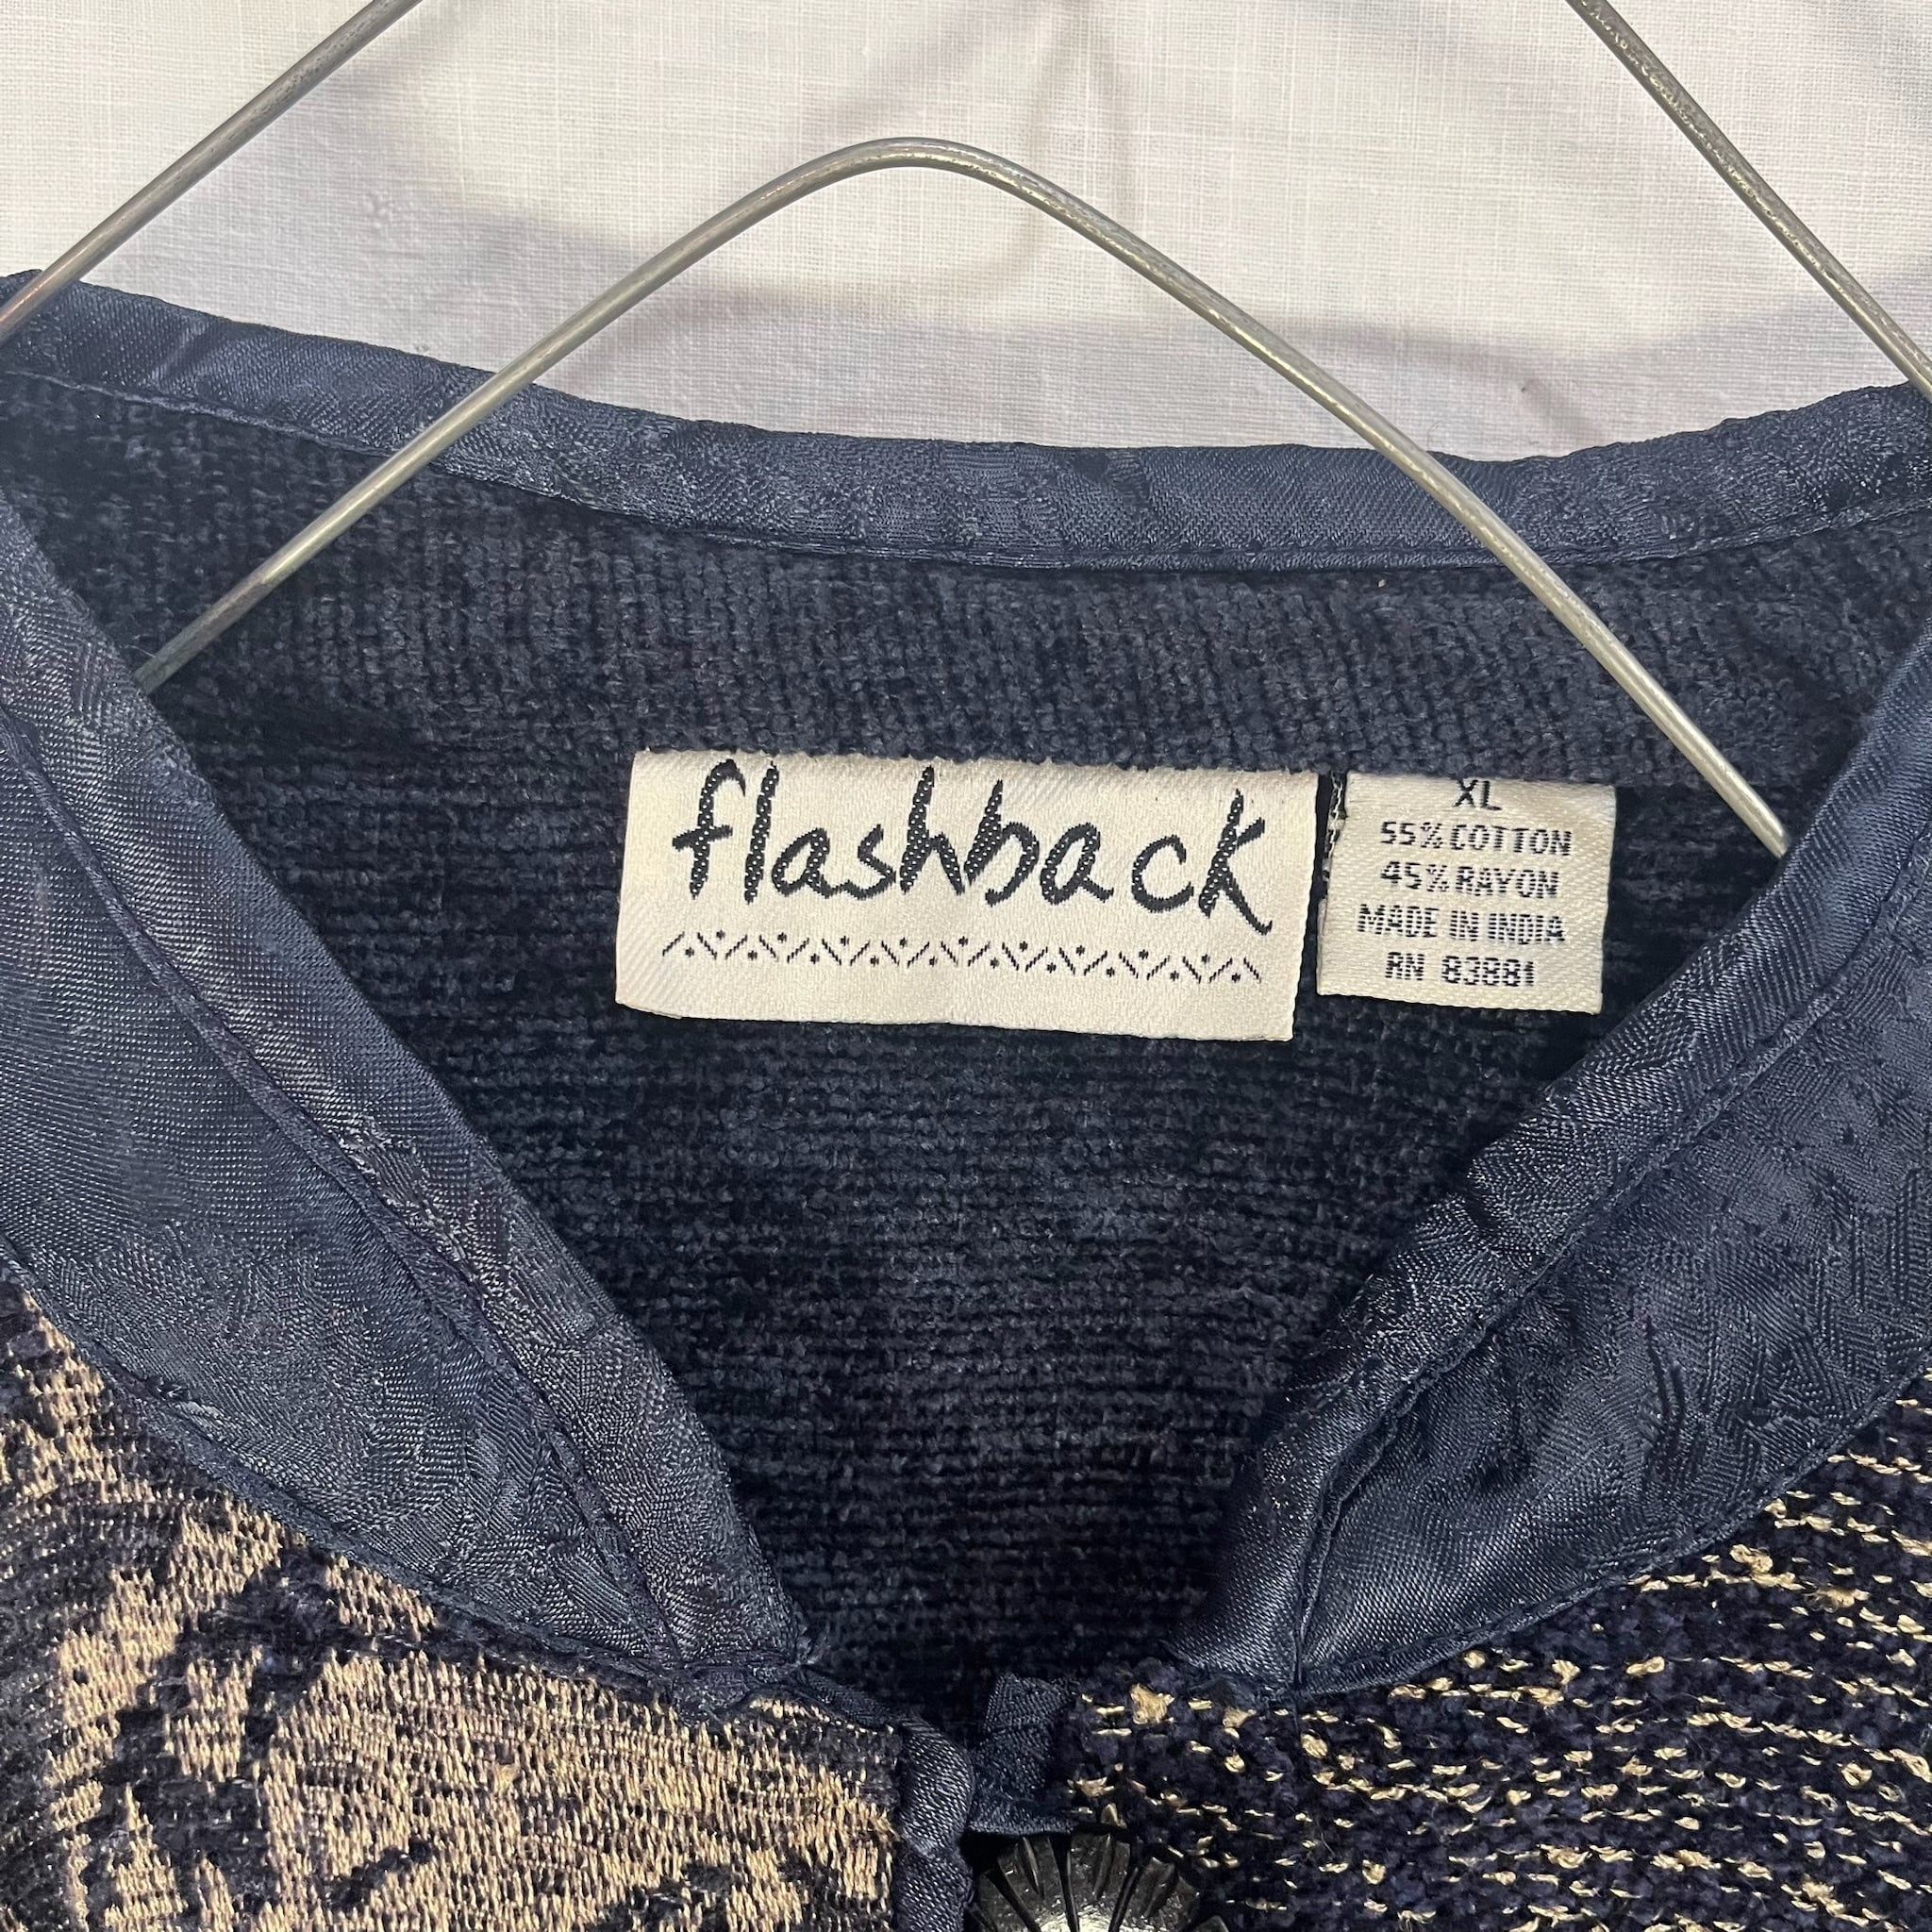 flashback
XL
55% COTTON
45% RAYON
MADE IN INDIA
RN 83881